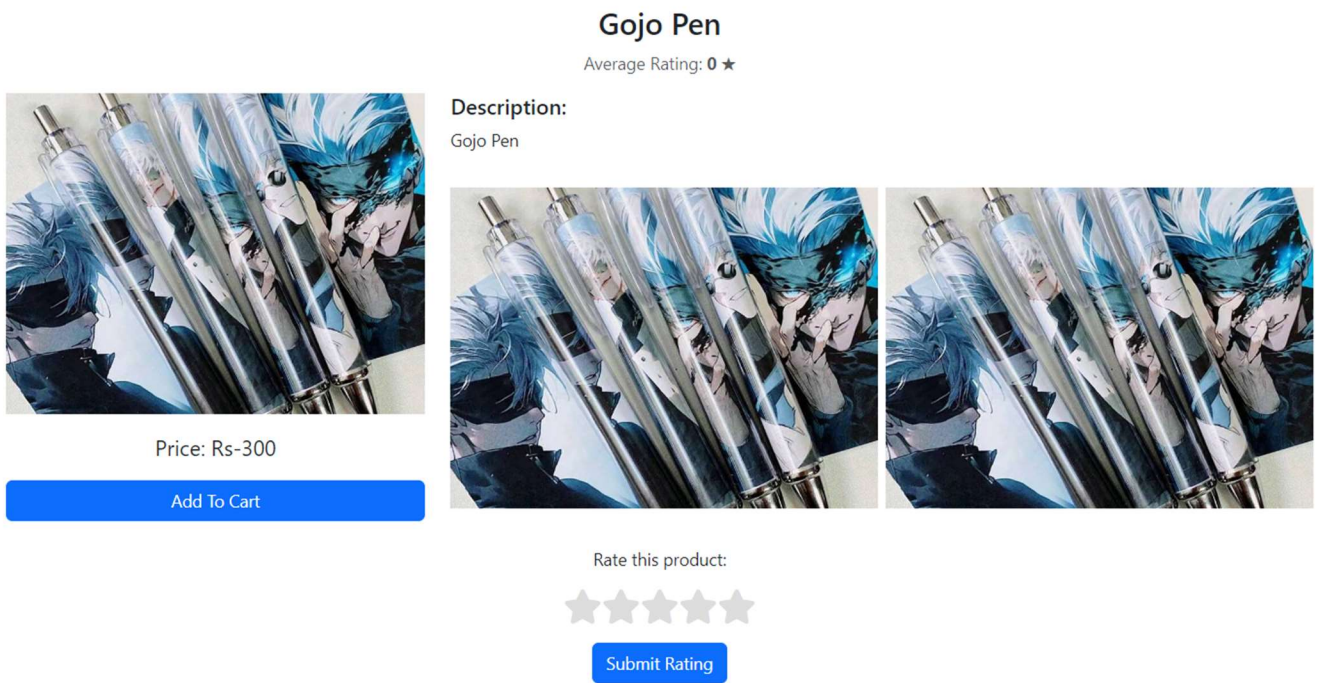 Gojo Pen
Average Rating: 0 ★
Description:
Gojo Pen
Price: Rs-300
Add To Cart
Rate this product:
Submit Rating